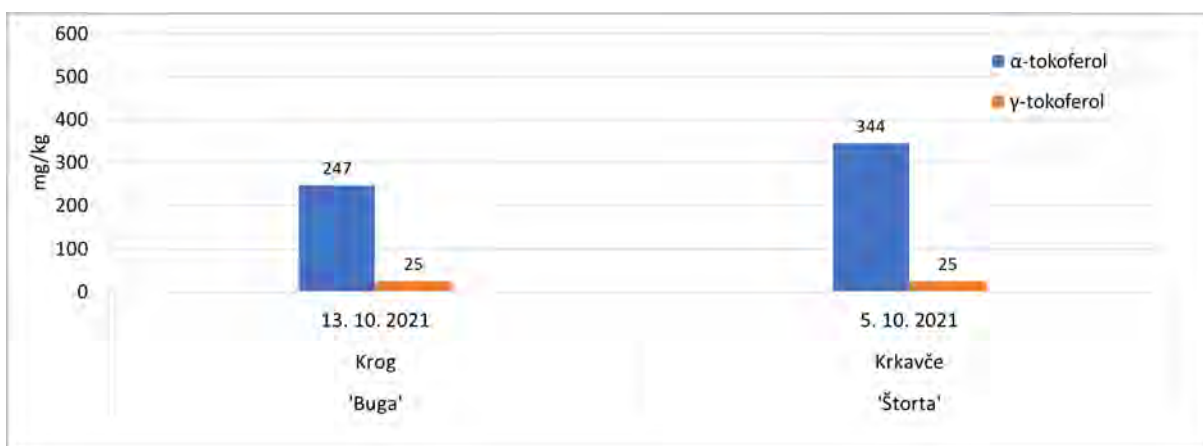 600
500
400
300
200
100
0
mg/kg
α-tokoferol
γ-tokoferol
247
25
344
25
13. 10. 2021
5. 10. 2021
Krog
Krkavče
'Buga'
'Štorta'